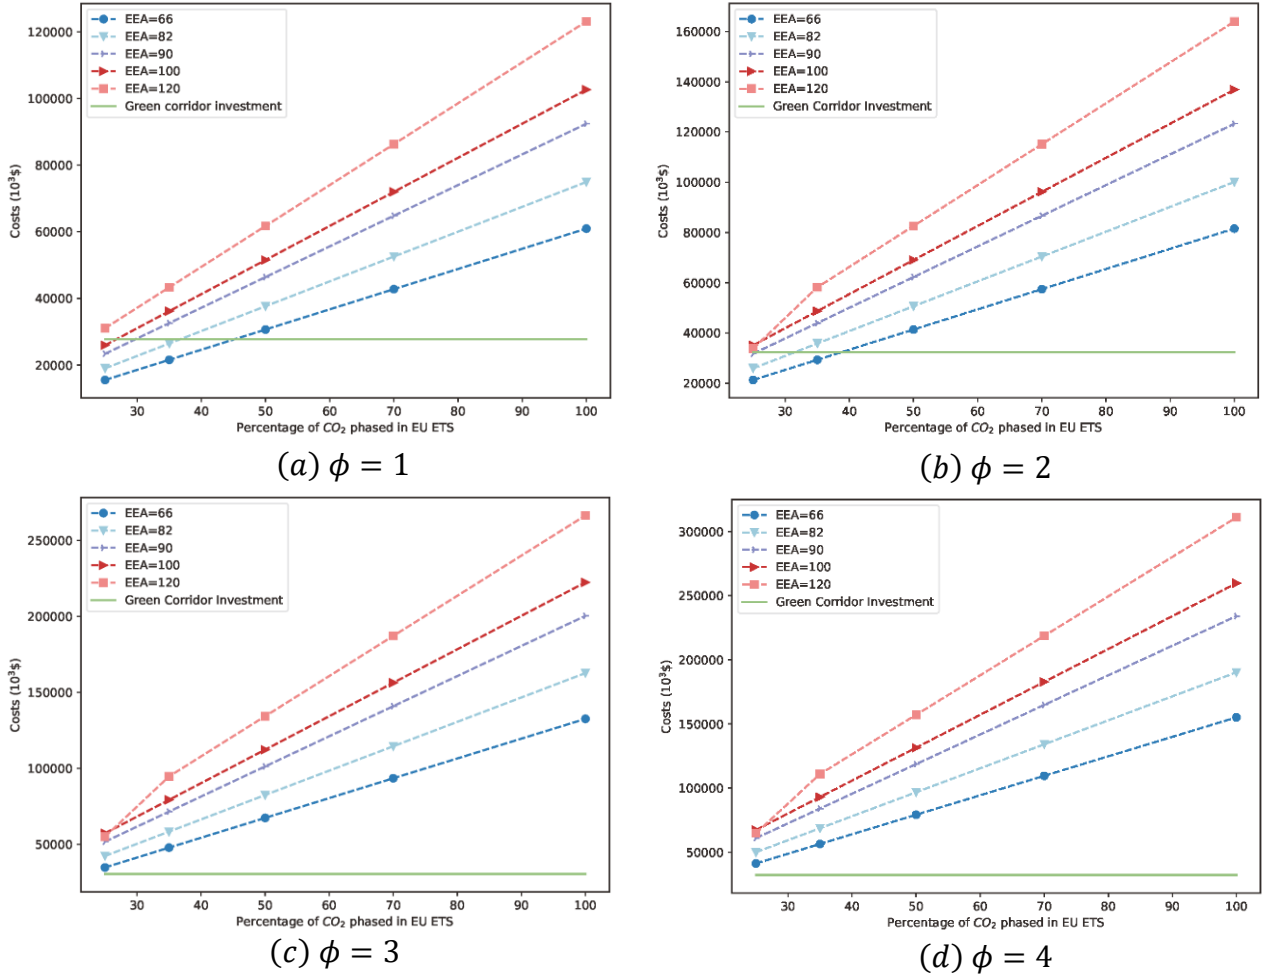 EEA=66
EEA=82
EEA=90
EEA=100
EEA=120
Green corridor investment
Costs (10³$)
120000
100000
80000
60000
40000
20000
30 40 50 60 70 80 90 100
Percentage of CO₂ phased in EU ETS
(a) ϕ = 1
EEA=66
EEA=82
EEA=90
EEA=100
EEA=120
Green Corridor Investment
Costs (10³$)
160000
140000
120000
100000
80000
60000
40000
20000
30 40 50 60 70 80 90 100
Percentage of CO₂ phased in EU ETS
(b) ϕ = 2
EEA=66
EEA=82
EEA=90
EEA=100
EEA=120
Green Corridor Investment
Costs (10³$)
250000
200000
150000
100000
50000
30 40 50 60 70 80 90 100
Percentage of CO₂ phased in EU ETS
(c) ϕ = 3
EEA=66
EEA=82
EEA=90
EEA=100
EEA=120
Green Corridor Investment
Costs (10³$)
300000
250000
200000
150000
100000
50000
30 40 50 60 70 80 90 100
Percentage of CO₂ phased in EU ETS
(d) ϕ = 4